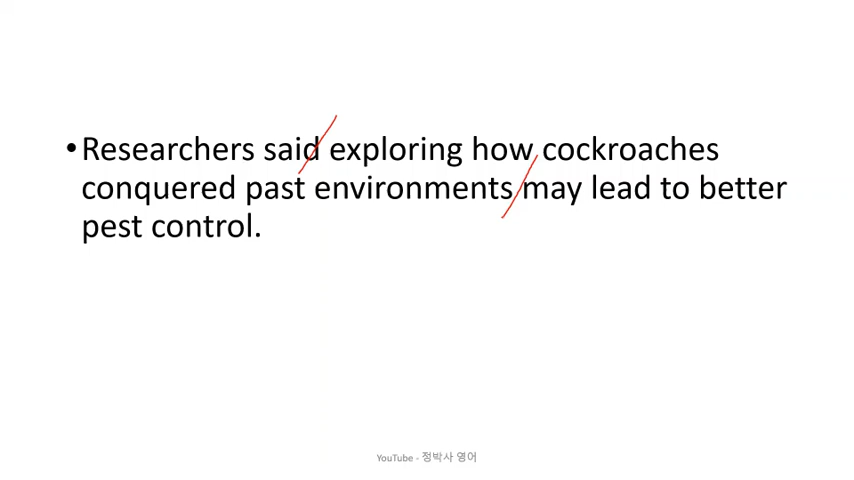 •Researchers said exploring how cockroaches
conquered past environments may lead to better
pest control.
YouTube - 정박사 영어